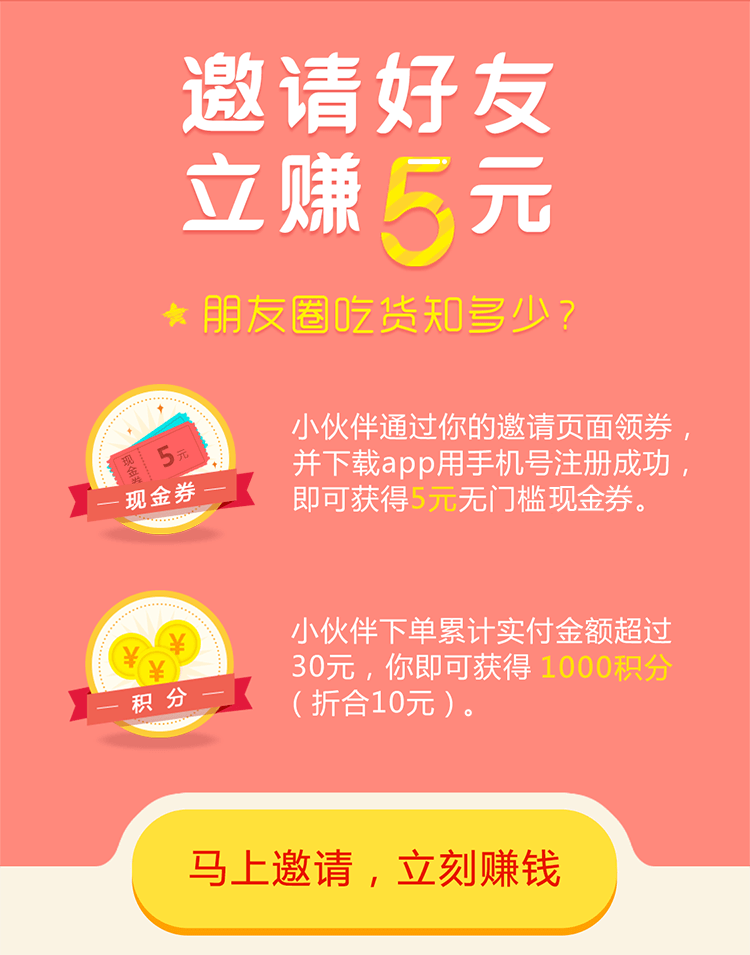 邀请好友
立赚5元
朋友圈吃货知多少?
现金券
5元
现金券
小伙伴通过你的邀请页面领券，
并下载app用手机号注册成功，
即可获得5元无门槛现金券。
¥
¥
¥
积分
小伙伴下单累计实付金额超过
30元，你即可获得 1000积分
(折合10元)。
马上邀请，立刻赚钱